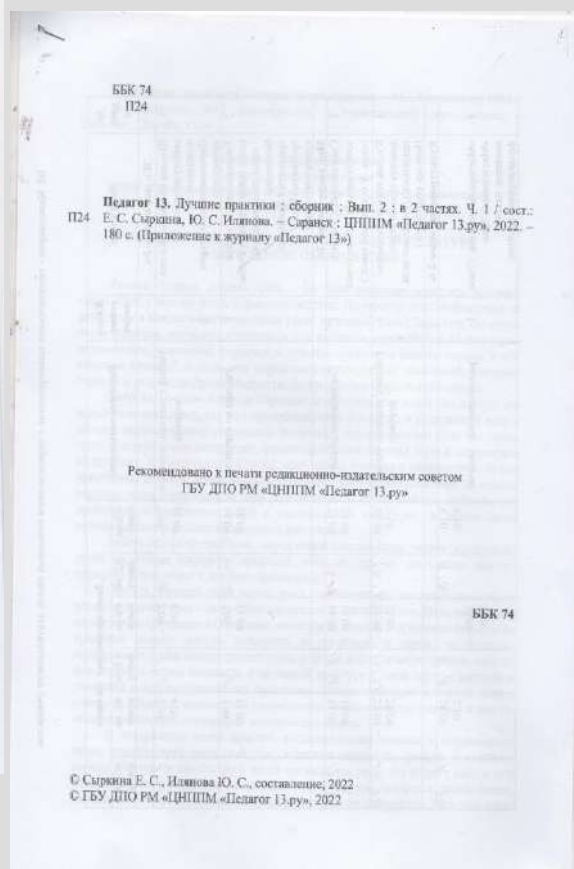 ББК 74
П24
Педагог 13. Лучшие практики : сборник : Вып. 2 : в 2 частях. Ч. 1 / сост.:
П24 Е. С. Сыркина, Ю. С. Илянова. – Саранск : ЦНППМ «Педагог 13.ру», 2022. –
180 с. (Приложение к журналу «Педагог 13»)
Рекомендовано к печати редакционно-издательским советом
ГБУ ДПО РМ «ЦНППМ «Педагог 13.ру»
ББК 74
© Сыркина Е. С., Илянова Ю. С., составление, 2022
© ГБУ ДПО РМ «ЦНППМ «Педагог 13.ру», 2022